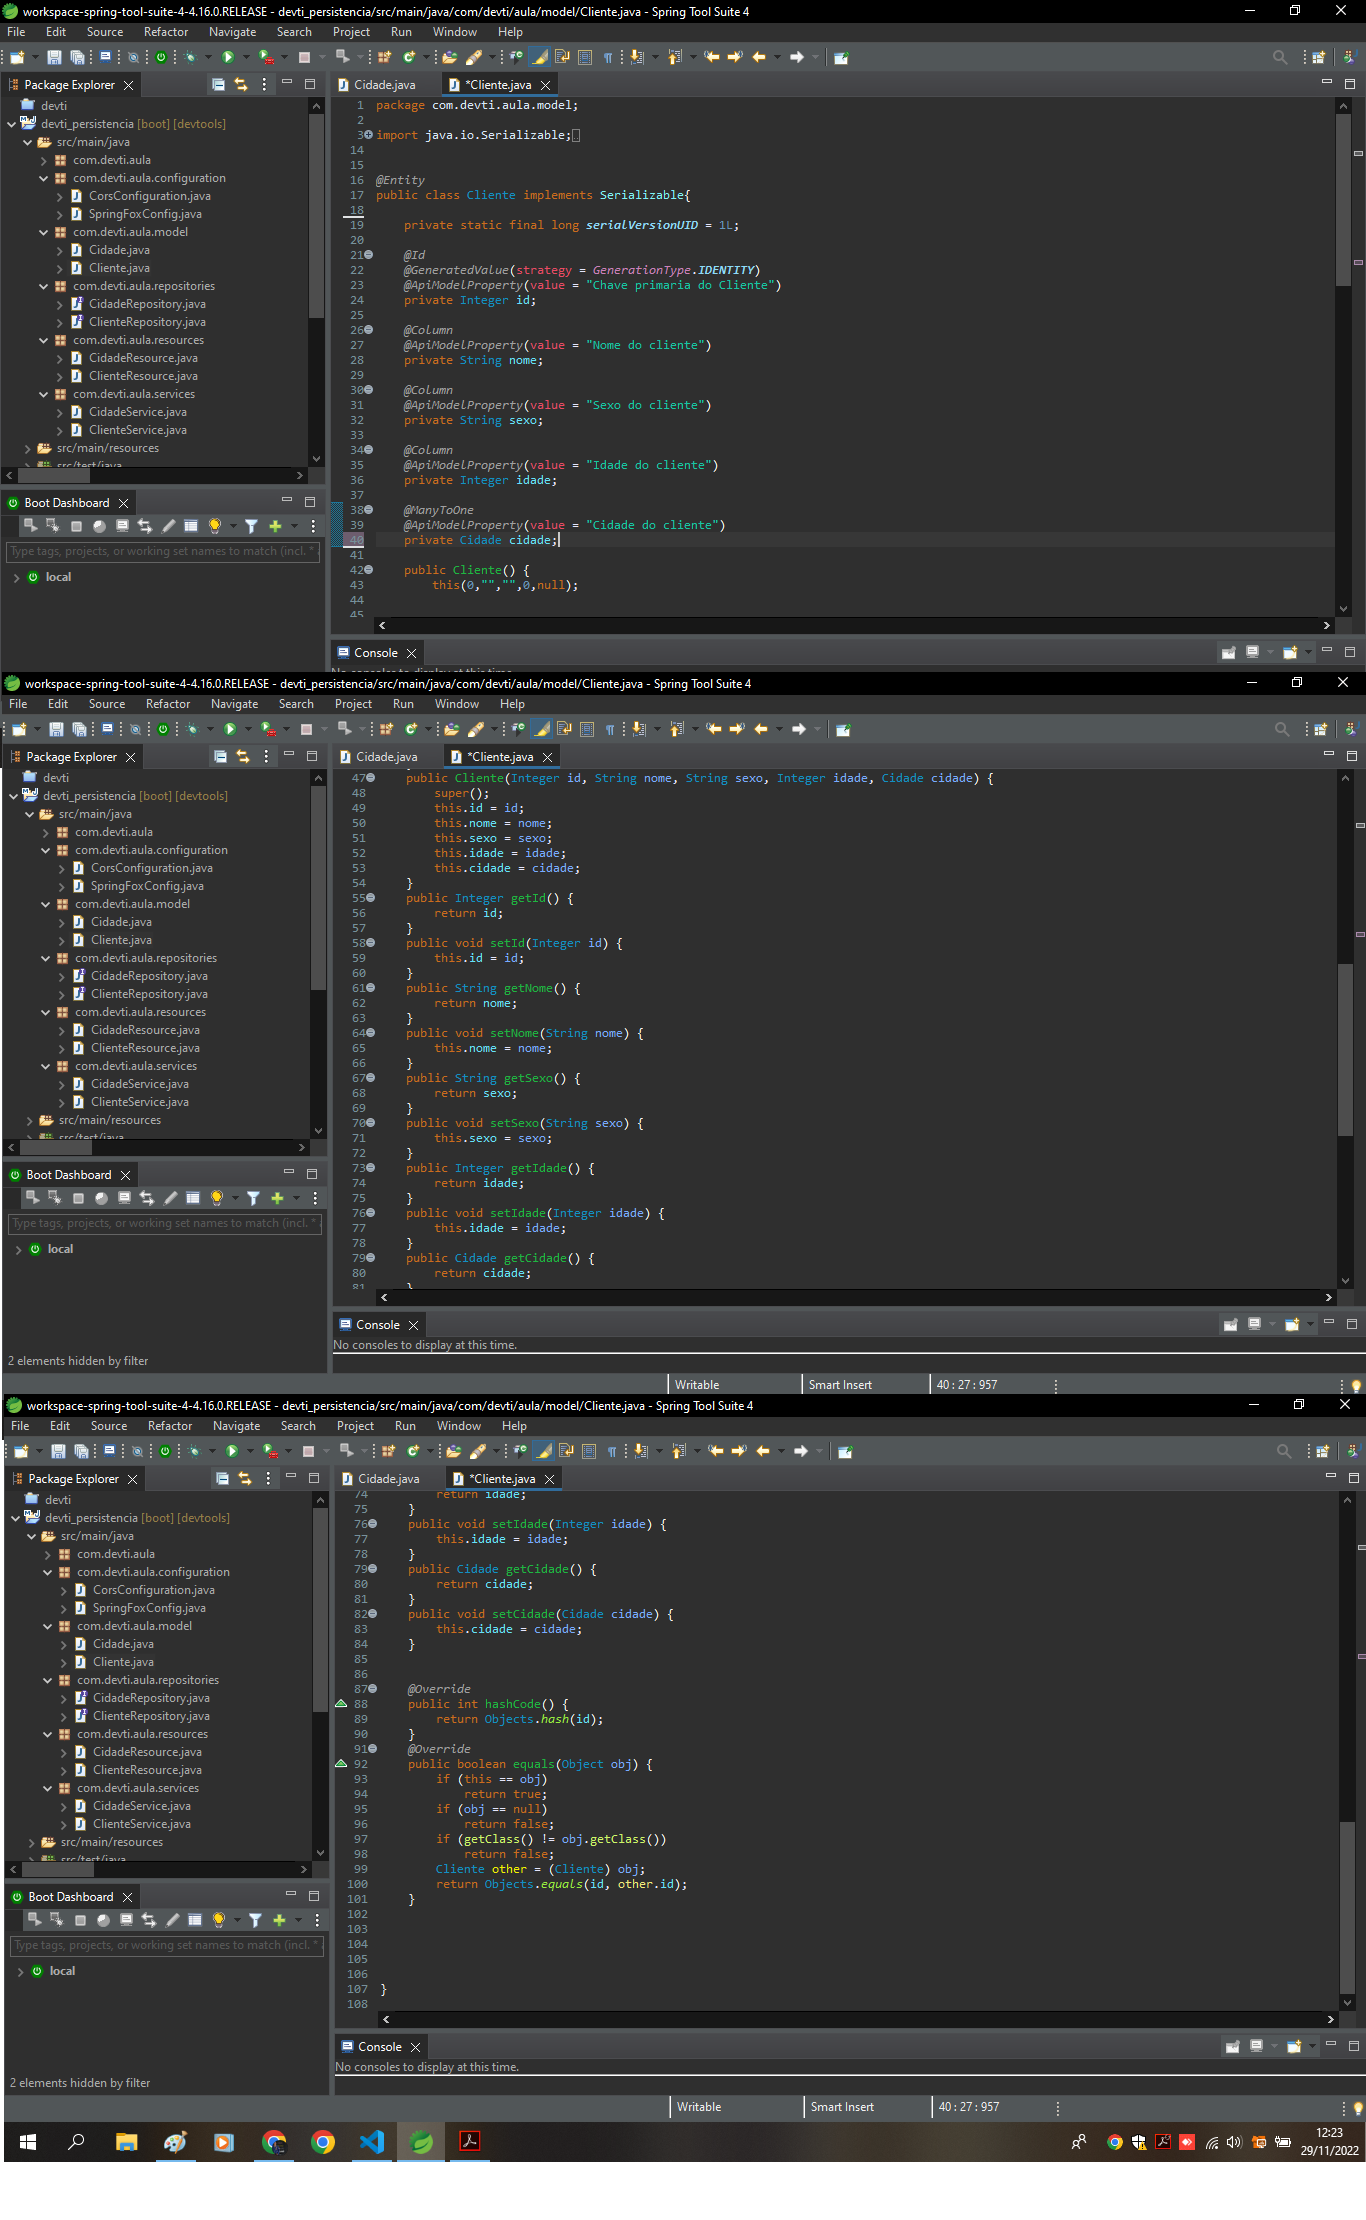 workspace-spring-tool-suite-4-4.16.0.RELEASE - devti_persistencia/src/main/java/com/devti/aula/model/Cliente.java - Spring Tool Suite 4
File Edit Source Refactor Navigate Search Project Run Window Help
Package Explorer
devti
devti_persistencia [boot] [devtools]
src/main/java
com.devti.aula
com.devti.aula.configuration
CorsConfiguration.java
SpringFoxConfig.java
com.devti.aula.model
Cidade.java
Cliente.java
com.devti.aula.repositories
CidadeRepository.java
ClienteRepository.java
com.devti.aula.resources
CidadeResource.java
ClienteResource.java
com.devti.aula.services
CidadeService.java
ClienteService.java
src/main/resources
src/test/java
Boot Dashboard
Type tags, projects, or working set names to match (incl. *
local
Cidade.java *Cliente.java
1 package com.devti.aula.model;
2
3 import java.io.Serializable;
14
15
16 @Entity
17 public class Cliente implements Serializable{
18
19 private static final long serialVersionUID = 1L;
20
21 @Id
22 @GeneratedValue(strategy = GenerationType.IDENTITY)
23 @ApiModelProperty(value = "Chave primaria do Cliente")
24 private Integer id;
25
26 @Column
27 @ApiModelProperty(value = "Nome do cliente")
28 private String nome;
29
30 @Column
31 @ApiModelProperty(value = "Sexo do cliente")
32 private String sexo;
33
34 @Column
35 @ApiModelProperty(value = "Idade do cliente")
36 private Integer idade;
37
38 @ManyToOne
39 @ApiModelProperty(value = "Cidade do cliente")
40 private Cidade cidade;
41
42 public Cliente() {
43 this(0,"","",0,null);
44
45
Console
No consoles to display at this time.
workspace-spring-tool-suite-4-4.16.0.RELEASE - devti_persistencia/src/main/java/com/devti/aula/model/Cliente.java - Spring Tool Suite 4
File Edit Source Refactor Navigate Search Project Run Window Help
Package Explorer
devti
devti_persistencia [boot] [devtools]
src/main/java
com.devti.aula
com.devti.aula.configuration
CorsConfiguration.java
SpringFoxConfig.java
com.devti.aula.model
Cidade.java
Cliente.java
com.devti.aula.repositories
CidadeRepository.java
ClienteRepository.java
com.devti.aula.resources
CidadeResource.java
ClienteResource.java
com.devti.aula.services
CidadeService.java
ClienteService.java
src/main/resources
src/test/java
Boot Dashboard
Type tags, projects, or working set names to match (incl. *
local
2 elements hidden by filter
Cidade.java *Cliente.java
47 public Cliente(Integer id, String nome, String sexo, Integer idade, Cidade cidade) {
48 super();
49 this.id = id;
50 this.nome = nome;
51 this.sexo = sexo;
52 this.idade = idade;
53 this.cidade = cidade;
54 }
55 public Integer getId() {
56 return id;
57 }
58 public void setId(Integer id) {
59 this.id = id;
60 }
61 public String getNome() {
62 return nome;
63 }
64 public void setNome(String nome) {
65 this.nome = nome;
66 }
67 public String getSexo() {
68 return sexo;
69 }
70 public void setSexo(String sexo) {
71 this.sexo = sexo;
72 }
73 public Integer getIdade() {
74 return idade;
75 }
76 public void setIdade(Integer idade) {
77 this.idade = idade;
78 }
79 public Cidade getCidade() {
80 return cidade;
81 }
Console
No consoles to display at this time.
Writable Smart Insert 40 : 27 : 957
workspace-spring-tool-suite-4-4.16.0.RELEASE - devti_persistencia/src/main/java/com/devti/aula/model/Cliente.java - Spring Tool Suite 4
File Edit Source Refactor Navigate Search Project Run Window Help
Package Explorer
devti
devti_persistencia [boot] [devtools]
src/main/java
com.devti.aula
com.devti.aula.configuration
CorsConfiguration.java
SpringFoxConfig.java
com.devti.aula.model
Cidade.java
Cliente.java
com.devti.aula.repositories
CidadeRepository.java
ClienteRepository.java
com.devti.aula.resources
CidadeResource.java
ClienteResource.java
com.devti.aula.services
CidadeService.java
ClienteService.java
src/main/resources
src/test/java
Boot Dashboard
Type tags, projects, or working set names to match (incl. *
local
2 elements hidden by filter
Cidade.java *Cliente.java
74 return idade;
75 }
76 public void setIdade(Integer idade) {
77 this.idade = idade;
78 }
79 public Cidade getCidade() {
80 return cidade;
81 }
82 public void setCidade(Cidade cidade) {
83 this.cidade = cidade;
84 }
85
86
87 @Override
88 public int hashCode() {
89 return Objects.hash(id);
90 }
91 @Override
92 public boolean equals(Object obj) {
93 if (this == obj)
94 return true;
95 if (obj == null)
96 return false;
97 if (getClass() != obj.getClass())
98 return false;
99 Cliente other = (Cliente) obj;
100 return Objects.equals(id, other.id);
101 }
102
103
104
105
106
107 }
108
Console
No consoles to display at this time.
Writable Smart Insert 40 : 27 : 957
12:23
29/11/2022